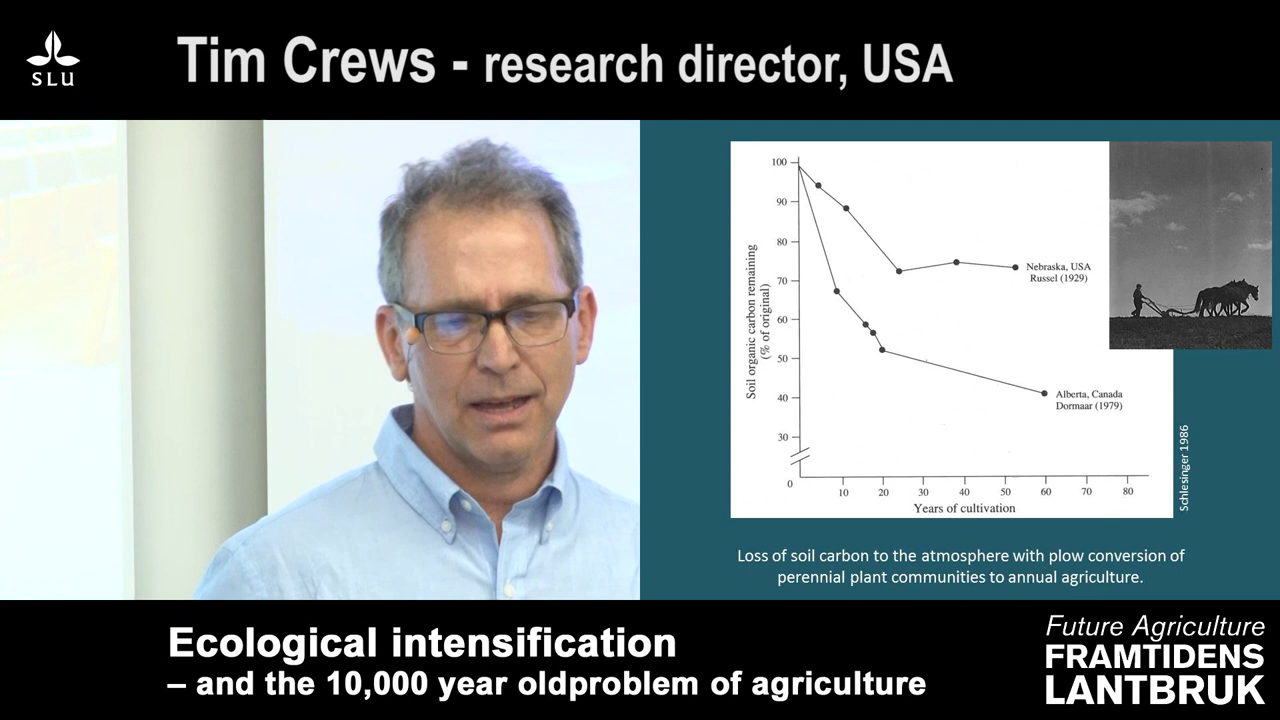 SLU
Tim Crews - research director, USA
100
90
80
70
60
50
40
30
0
Soil organic carbon remaining
(% of original)
10 20 30 40 50 60 70 80
Years of cultivation
Nebraska, USA
Russel (1929)
Alberta, Canada
Dormaar (1979)
Schlesinger 1986
Loss of soil carbon to the atmosphere with plow conversion of
perennial plant communities to annual agriculture.
Ecological intensification
– and the 10,000 year oldproblem of agriculture
Future Agriculture
FRAMTIDENS
LANTBRUK